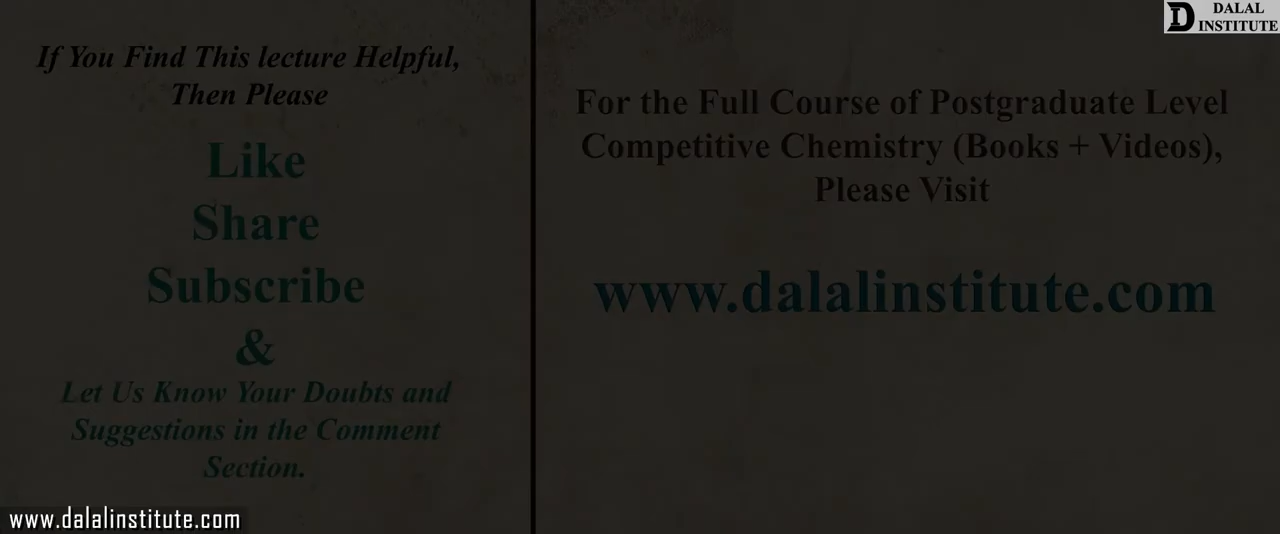 If You Find This lecture Helpful,
Then Please
Like
Share
Subscribe
&
Let Us Know Your Doubts and
Suggestions in the Comment
Section.
For the Full Course of Postgraduate Level
Competitive Chemistry (Books + Videos),
Please Visit
www.dalalinstitute.com
D DALAL
INSTITUTE
www.dalalinstitute.com